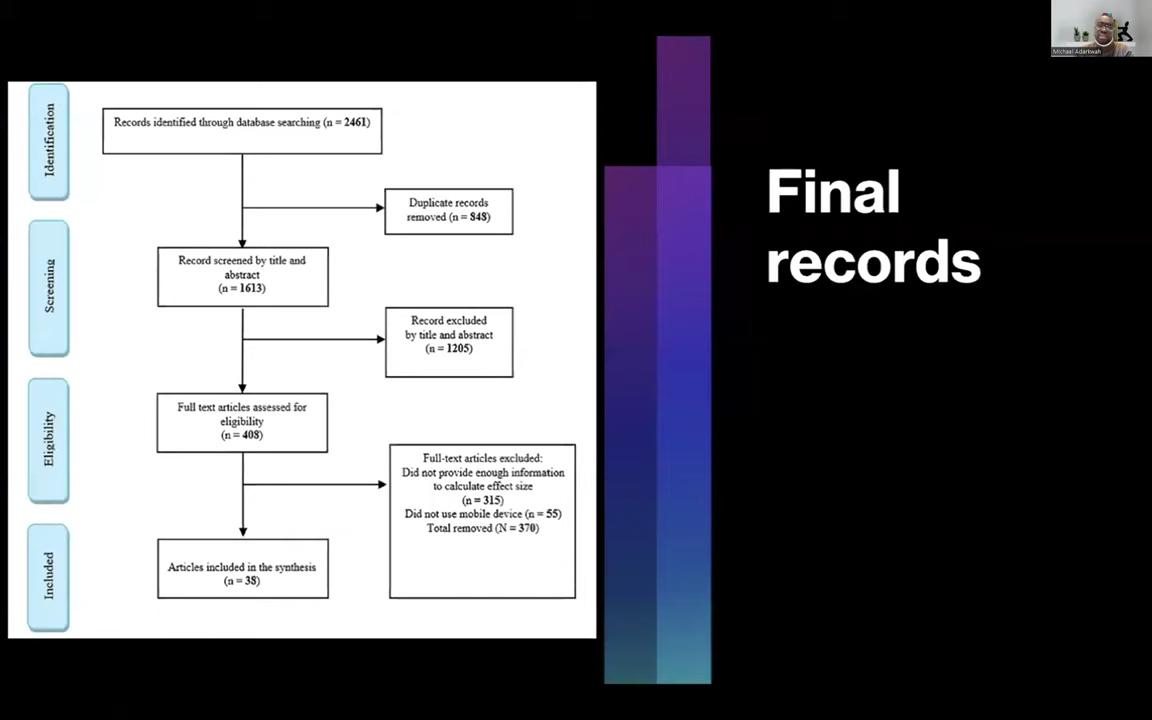 Michael Adarkwah
Final
records
Identification
Records identified through database searching (n = 2461)
Duplicate records
removed (n = 848)
Screening
Record screened by title and
abstract
(n = 1613)
Record excluded
by title and abstract
(n = 1205)
Eligibility
Full text articles assessed for
eligibility
(n = 408)
Full-text articles excluded:
Did not provide enough information
to calculate effect size
(n = 315)
Did not use mobile device (n = 55)
Total removed (N = 370)
Included
Articles included in the synthesis
(n = 38)